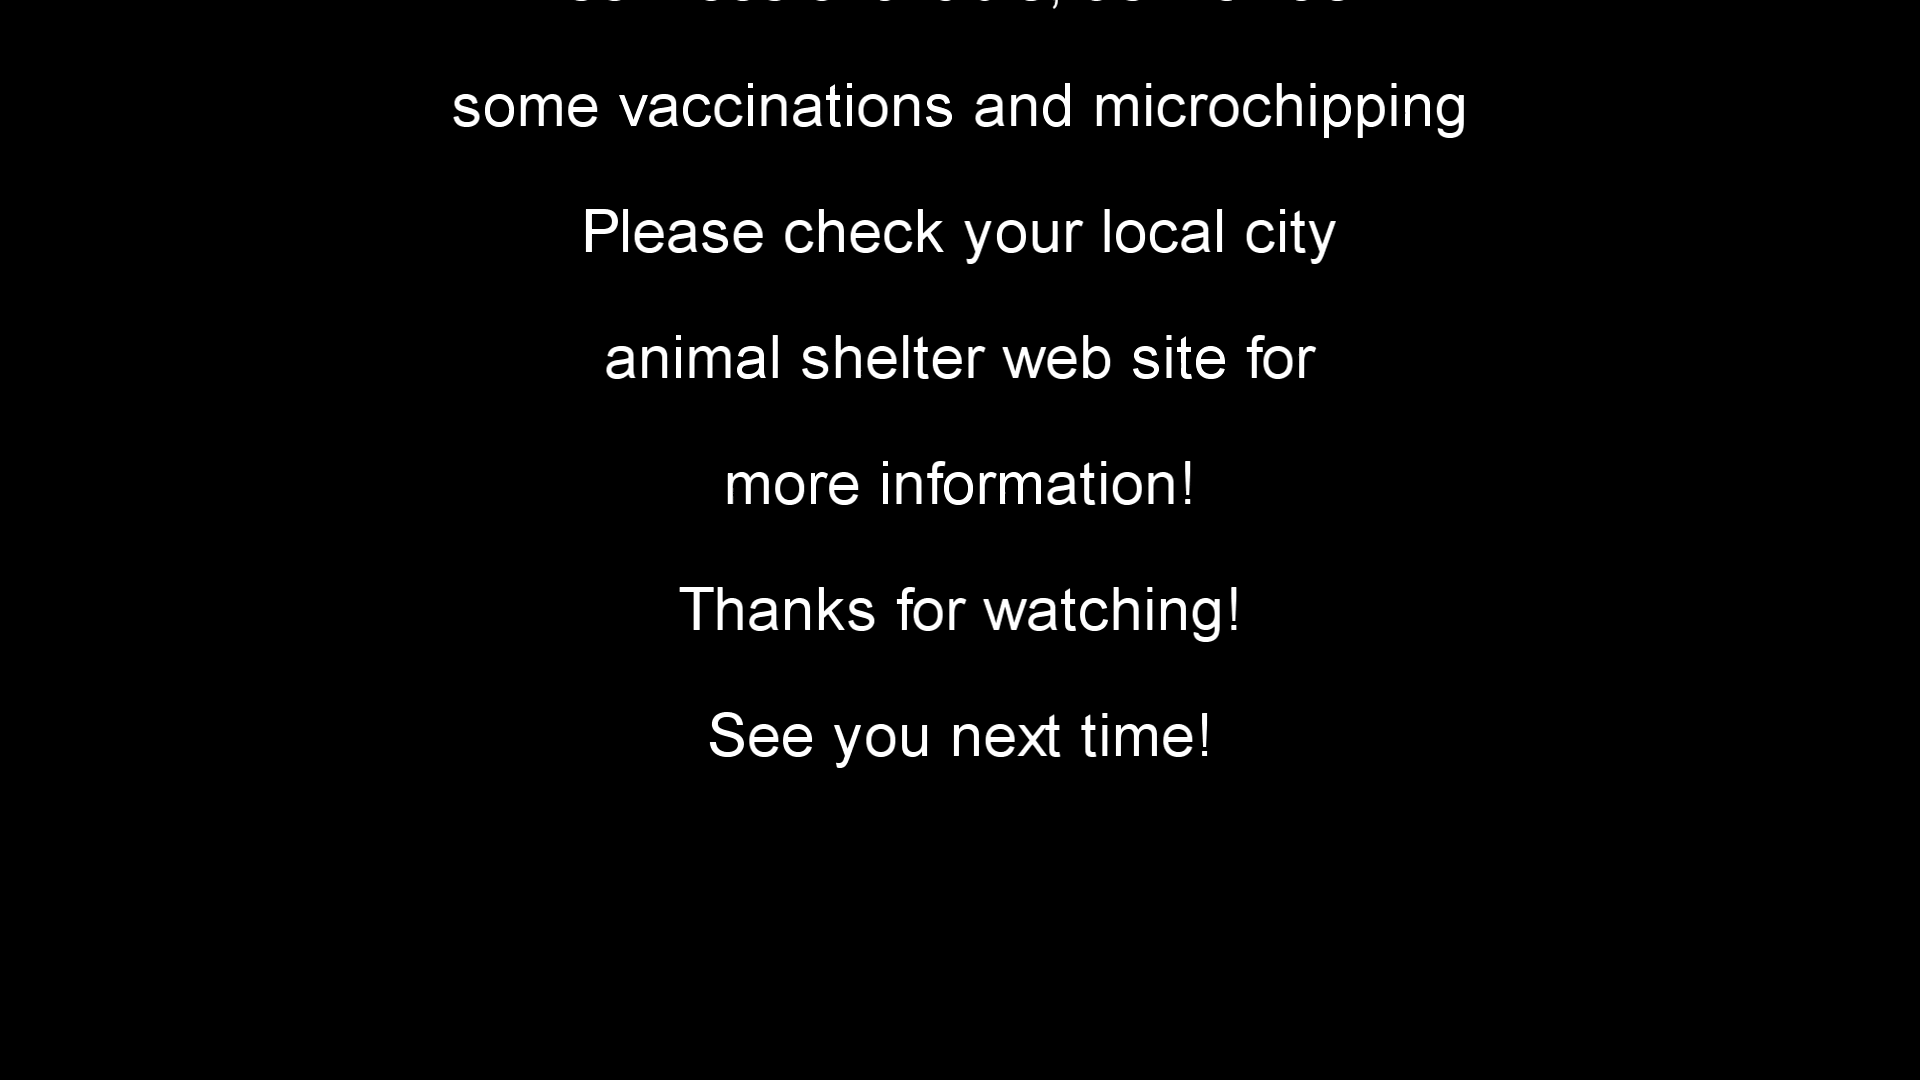 some vaccinations and microchipping
Please check your local city
animal shelter web site for
more information!
Thanks for watching!
See you next time!